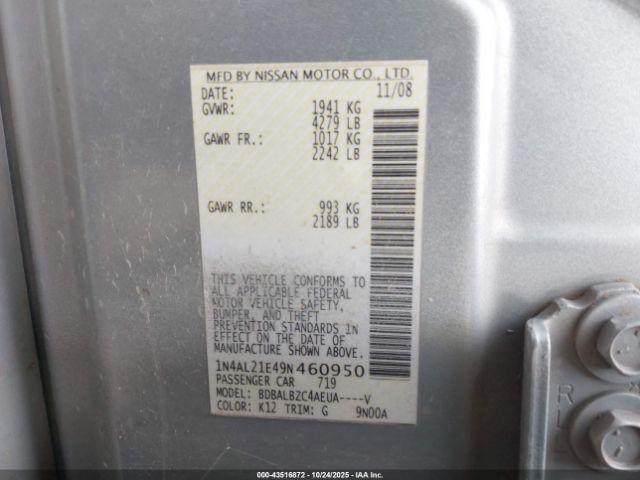 MFD BY NISSAN MOTOR CO., LTD.
DATE: 11/08
GVWR: 1941 KG
4279 LB
GAWR FR.: 1017 KG
2242 LB
GAWR RR.: 993 KG
2189 LB
THIS VEHICLE CONFORMS TO
ALL APPLICABLE FEDERAL
MOTOR VEHICLE SAFETY,
BUMPER, AND THEFT
PREVENTION STANDARDS IN
EFFECT ON THE DATE OF
MANUFACTURE SHOWN ABOVE.
1N4AL21E49N460950
PASSENGER CAR 719
MODEL: BDBALBZC4AEUA----V
COLOR: K12 TRIM: G 9N00A
R
L
000-43516872 - 10/24/2025 - IAAI.COM